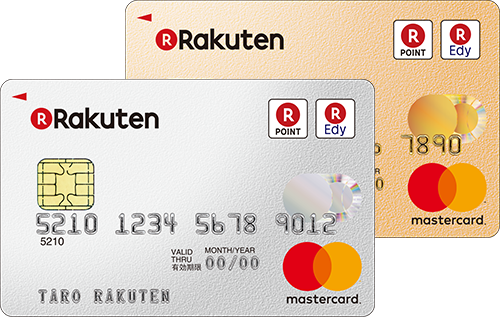 R Rakuten
R
POINT
R
Edy
7890
mastercard.
R Rakuten
R
POINT
R
Edy
5210 1234 5678 9012
5210
VALID
THRU
有効期限
MONTH/YEAR
00/00
TARO RAKUTEN
mastercard.